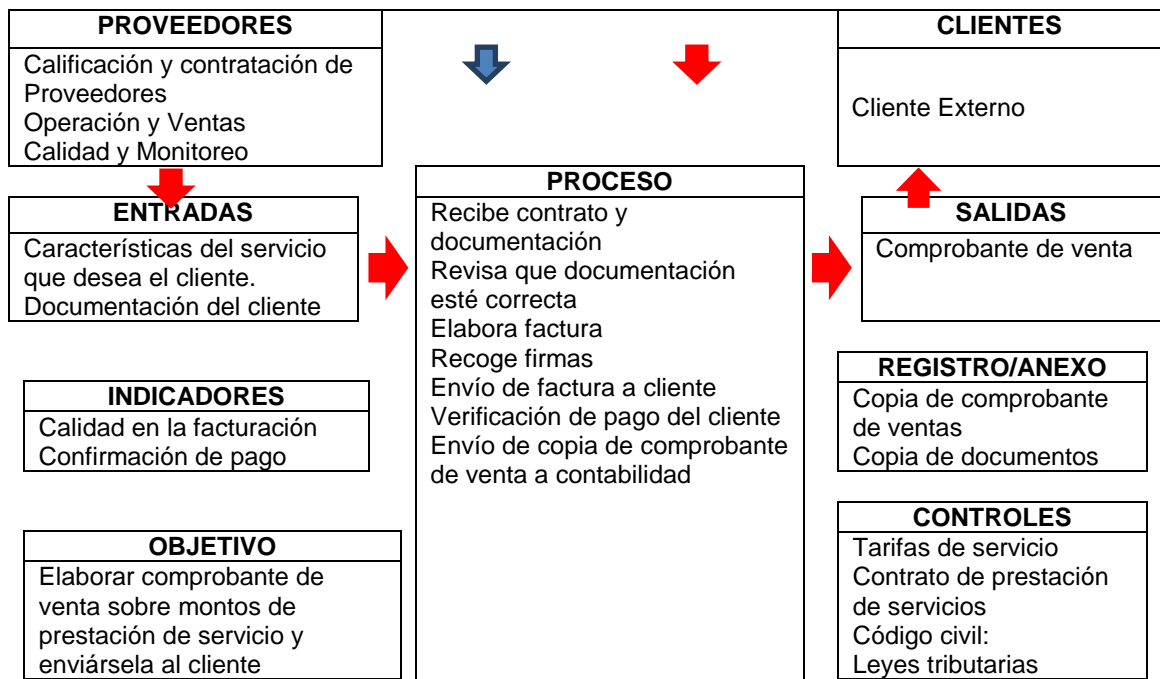 PROVEEDORES
Calificación y contratación de
Proveedores
Operación y Ventas
Calidad y Monitoreo
CLIENTES
Cliente Externo
ENTRADAS
Características del servicio
que desea el cliente.
Documentación del cliente
PROCESO
Recibe contrato y
documentación
Revisa que documentación
esté correcta
Elabora factura
Recoge firmas
Envío de factura a cliente
Verificación de pago del cliente
Envío de copia de comprobante
de venta a contabilidad
SALIDAS
Comprobante de venta
INDICADORES
Calidad en la facturación
Confirmación de pago
REGISTRO/ANEXO
Copia de comprobante
de ventas
Copia de documentos
OBJETIVO
Elaborar comprobante de
venta sobre montos de
prestación de servicio y
enviársela al cliente
CONTROLES
Tarifas de servicio
Contrato de prestación
de servicios
Código civil:
Leyes tributarias